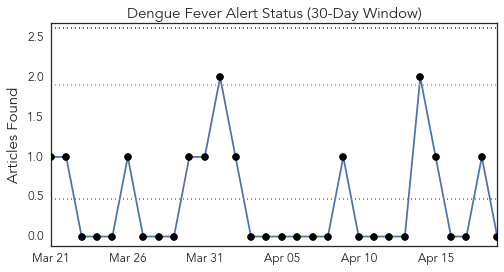 Dengue Fever Alert Status (30-Day Window)
Articles Found
2.5
2.0
1.5
1.0
0.5
0.0
Mar 21 Mar 26 Mar 31 Apr 05 Apr 10 Apr 15